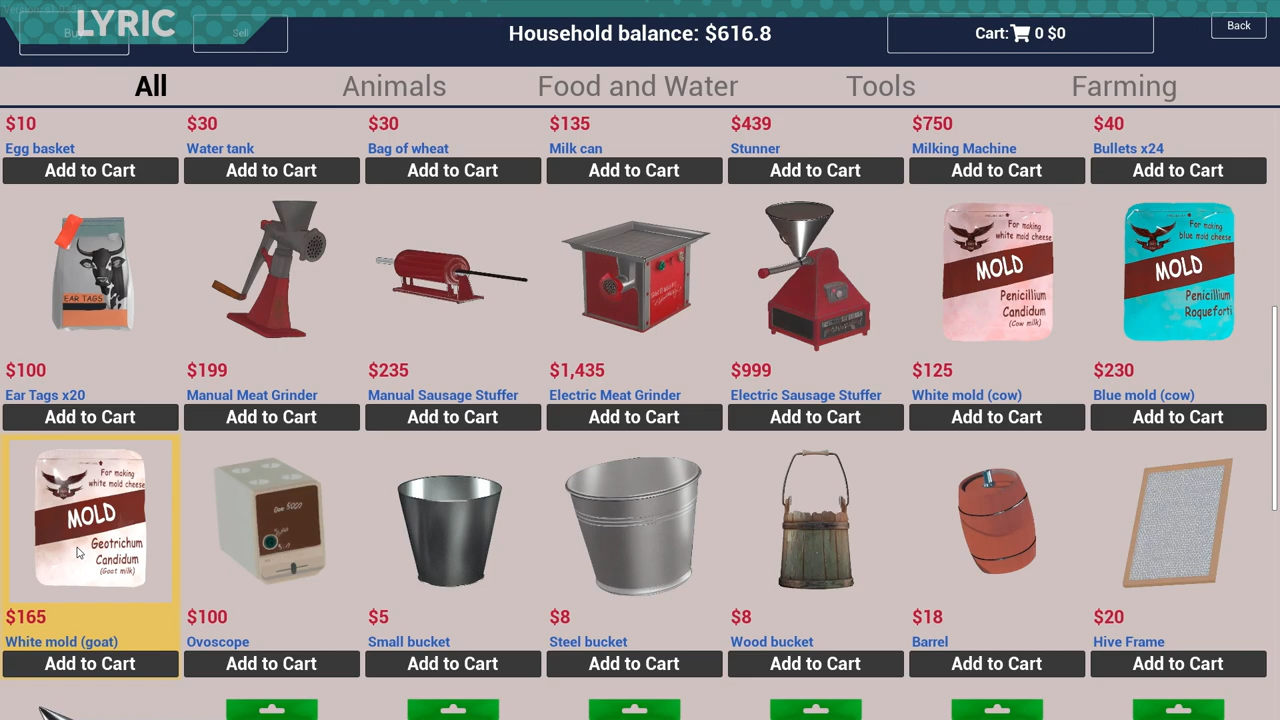 LYRIC
Buy
Sell
Household balance: $616.8
Cart: 0 $0
Back
All
Animals
Food and Water
Tools
Farming
$10
$30
$30
$135
$439
$750
$40
Egg basket
Water tank
Bag of wheat
Milk can
Stunner
Milking Machine
Bullets x24
Add to Cart
Add to Cart
Add to Cart
Add to Cart
Add to Cart
Add to Cart
Add to Cart
EAR TAGS
For making
white mold cheese
MOLD
Penicillium
Candidum
(Cow milk)
For making
blue mold cheese
MOLD
Penicillium
Roqueforti
$100
$199
$235
$1,435
$999
$125
$230
Ear Tags x20
Manual Meat Grinder
Manual Sausage Stuffer
Electric Meat Grinder
Electric Sausage Stuffer
White mold (cow)
Blue mold (cow)
Add to Cart
Add to Cart
Add to Cart
Add to Cart
Add to Cart
Add to Cart
Add to Cart
For making
white mold cheese
MOLD
Geotrichum
Candidum
(Goat milk)
$165
$100
$5
$8
$8
$18
$20
White mold (goat)
Ovoscope
Small bucket
Steel bucket
Wood bucket
Barrel
Hive Frame
Add to Cart
Add to Cart
Add to Cart
Add to Cart
Add to Cart
Add to Cart
Add to Cart